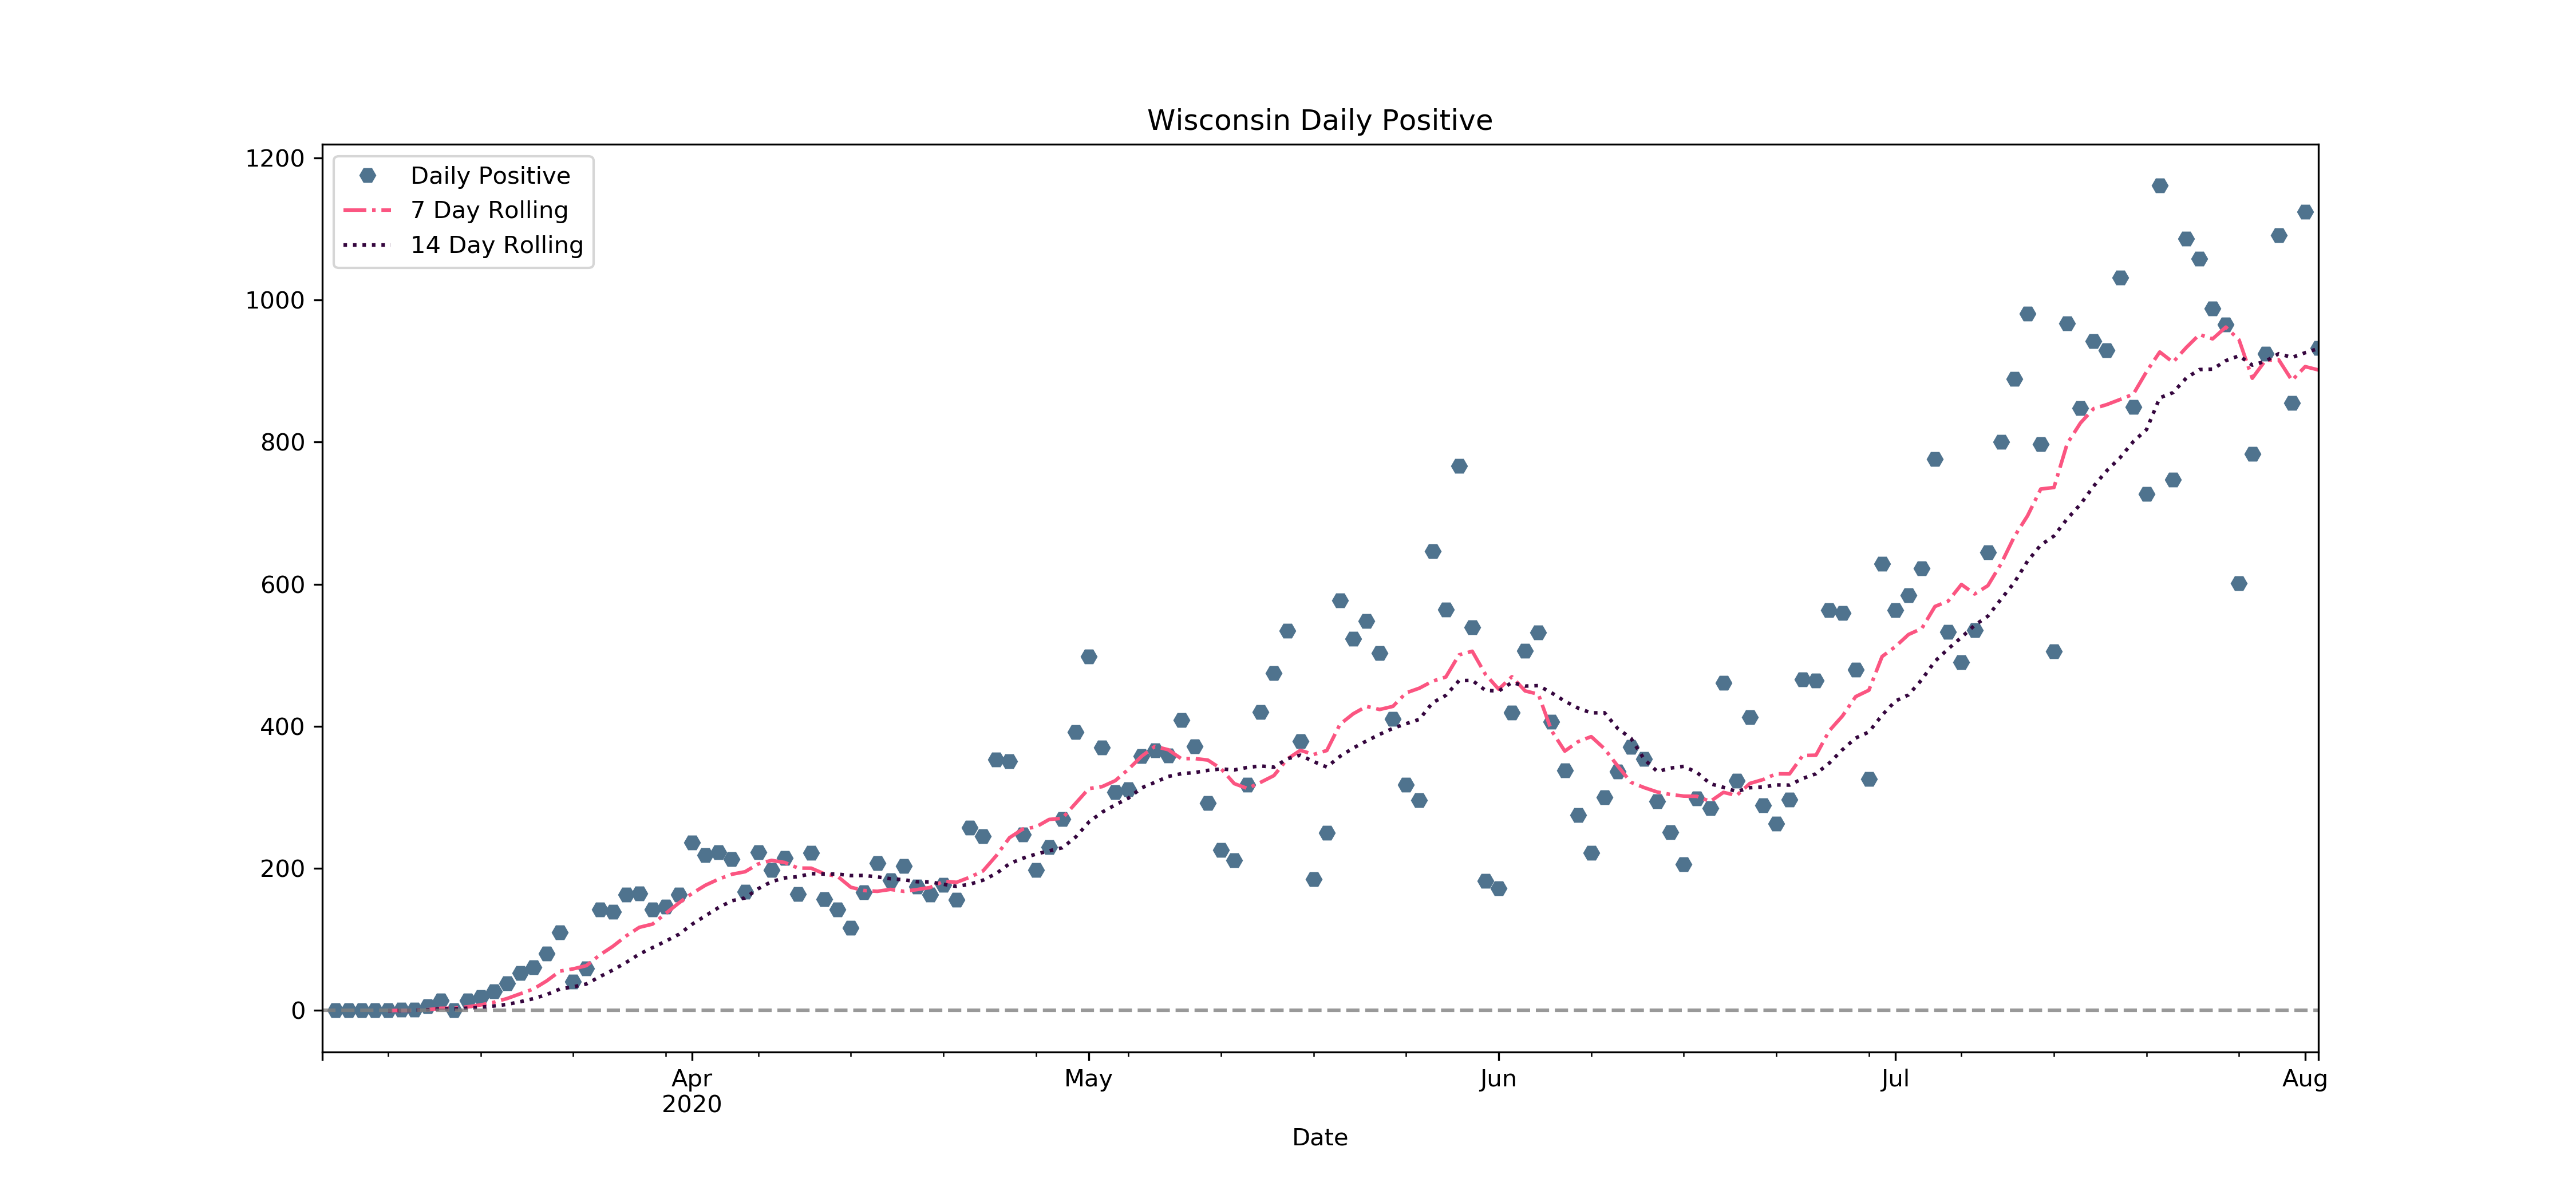 Wisconsin Daily Positive
1200
1000
800
600
400
200
0
Daily Positive
7 Day Rolling
14 Day Rolling
Apr
2020
May
Jun
Jul
Aug
Date